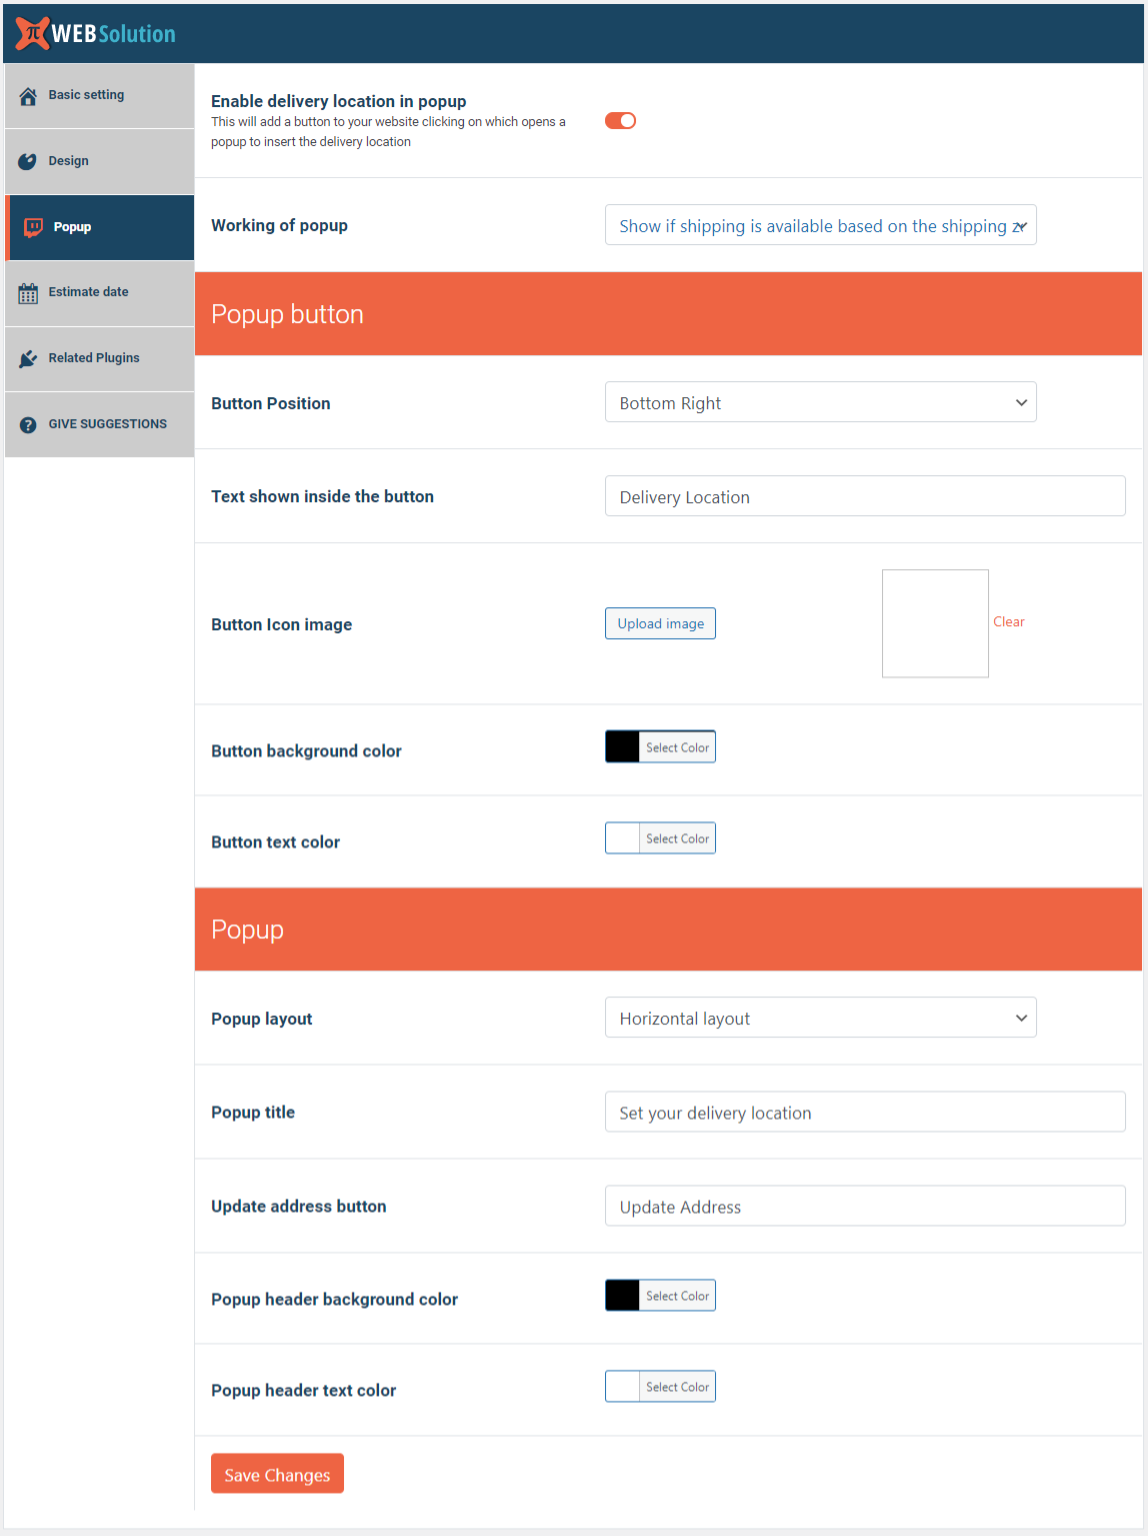 π WEB Solution
Basic setting
Design
Popup
Estimate date
Related Plugins
GIVE SUGGESTIONS
Enable delivery location in popup
This will add a button to your website clicking on which opens a
popup to insert the delivery location
Working of popup
Show if shipping is available based on the shipping
Popup button
Button Position
Bottom Right
Text shown inside the button
Delivery Location
Button Icon image
Upload image
Clear
Button background color
Select Color
Button text color
Select Color
Popup
Popup layout
Horizontal layout
Popup title
Set your delivery location
Update address button
Update Address
Popup header background color
Select Color
Popup header text color
Select Color
Save Changes